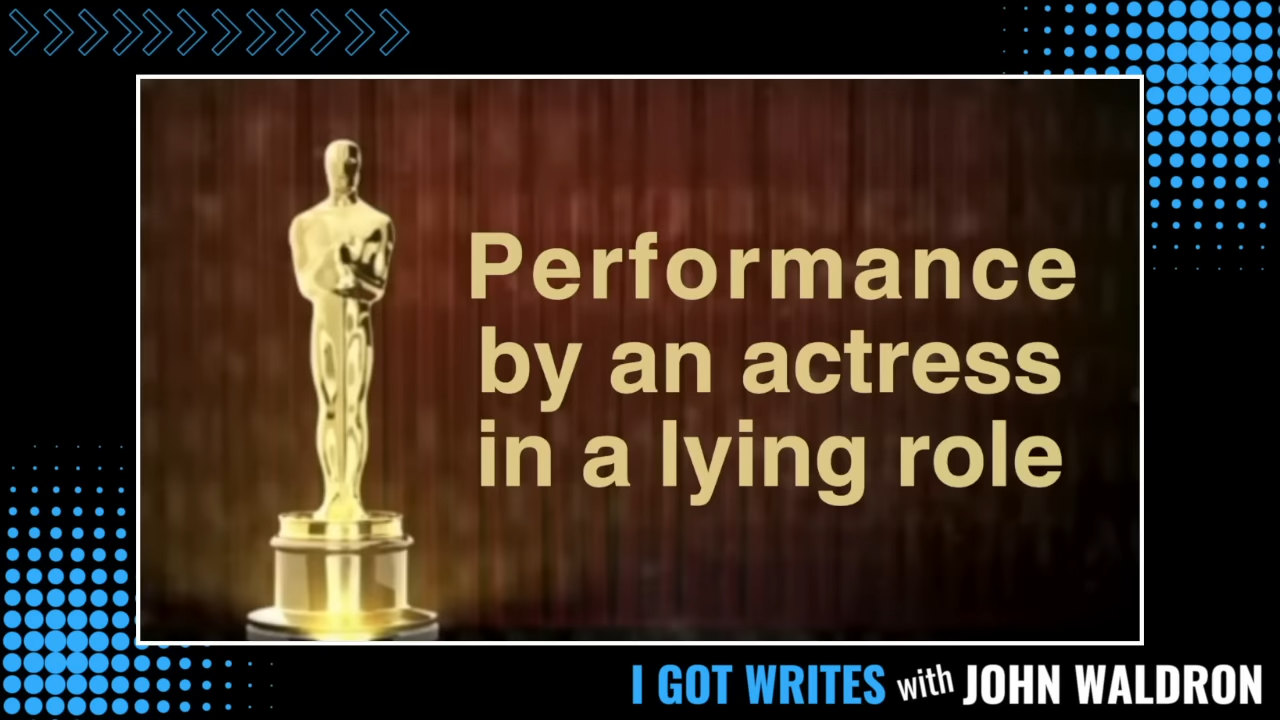 Performance
by an actress
in a lying role
I GOT WRITES with JOHN WALDRON